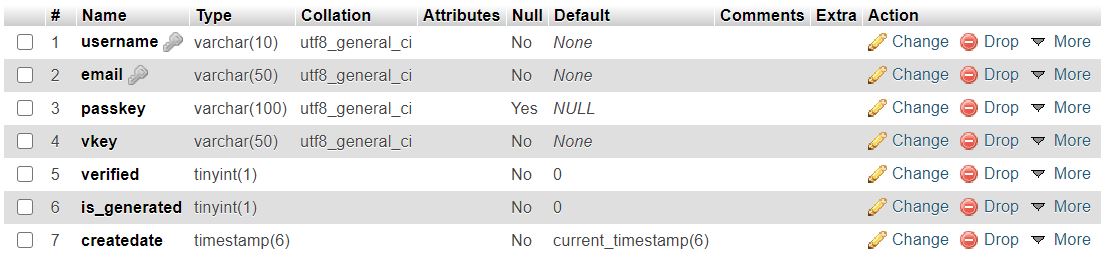 # Name Type Collation Attributes Null Default Comments Extra Action
1 username varchar(10) utf8_general_ci No None Change Drop More
2 email varchar(50) utf8_general_ci No None Change Drop More
3 passkey varchar(100) utf8_general_ci Yes NULL Change Drop More
4 vkey varchar(50) utf8_general_ci No None Change Drop More
5 verified tinyint(1) No 0 Change Drop More
6 is_generated tinyint(1) No 0 Change Drop More
7 createdate timestamp(6) No current_timestamp(6) Change Drop More